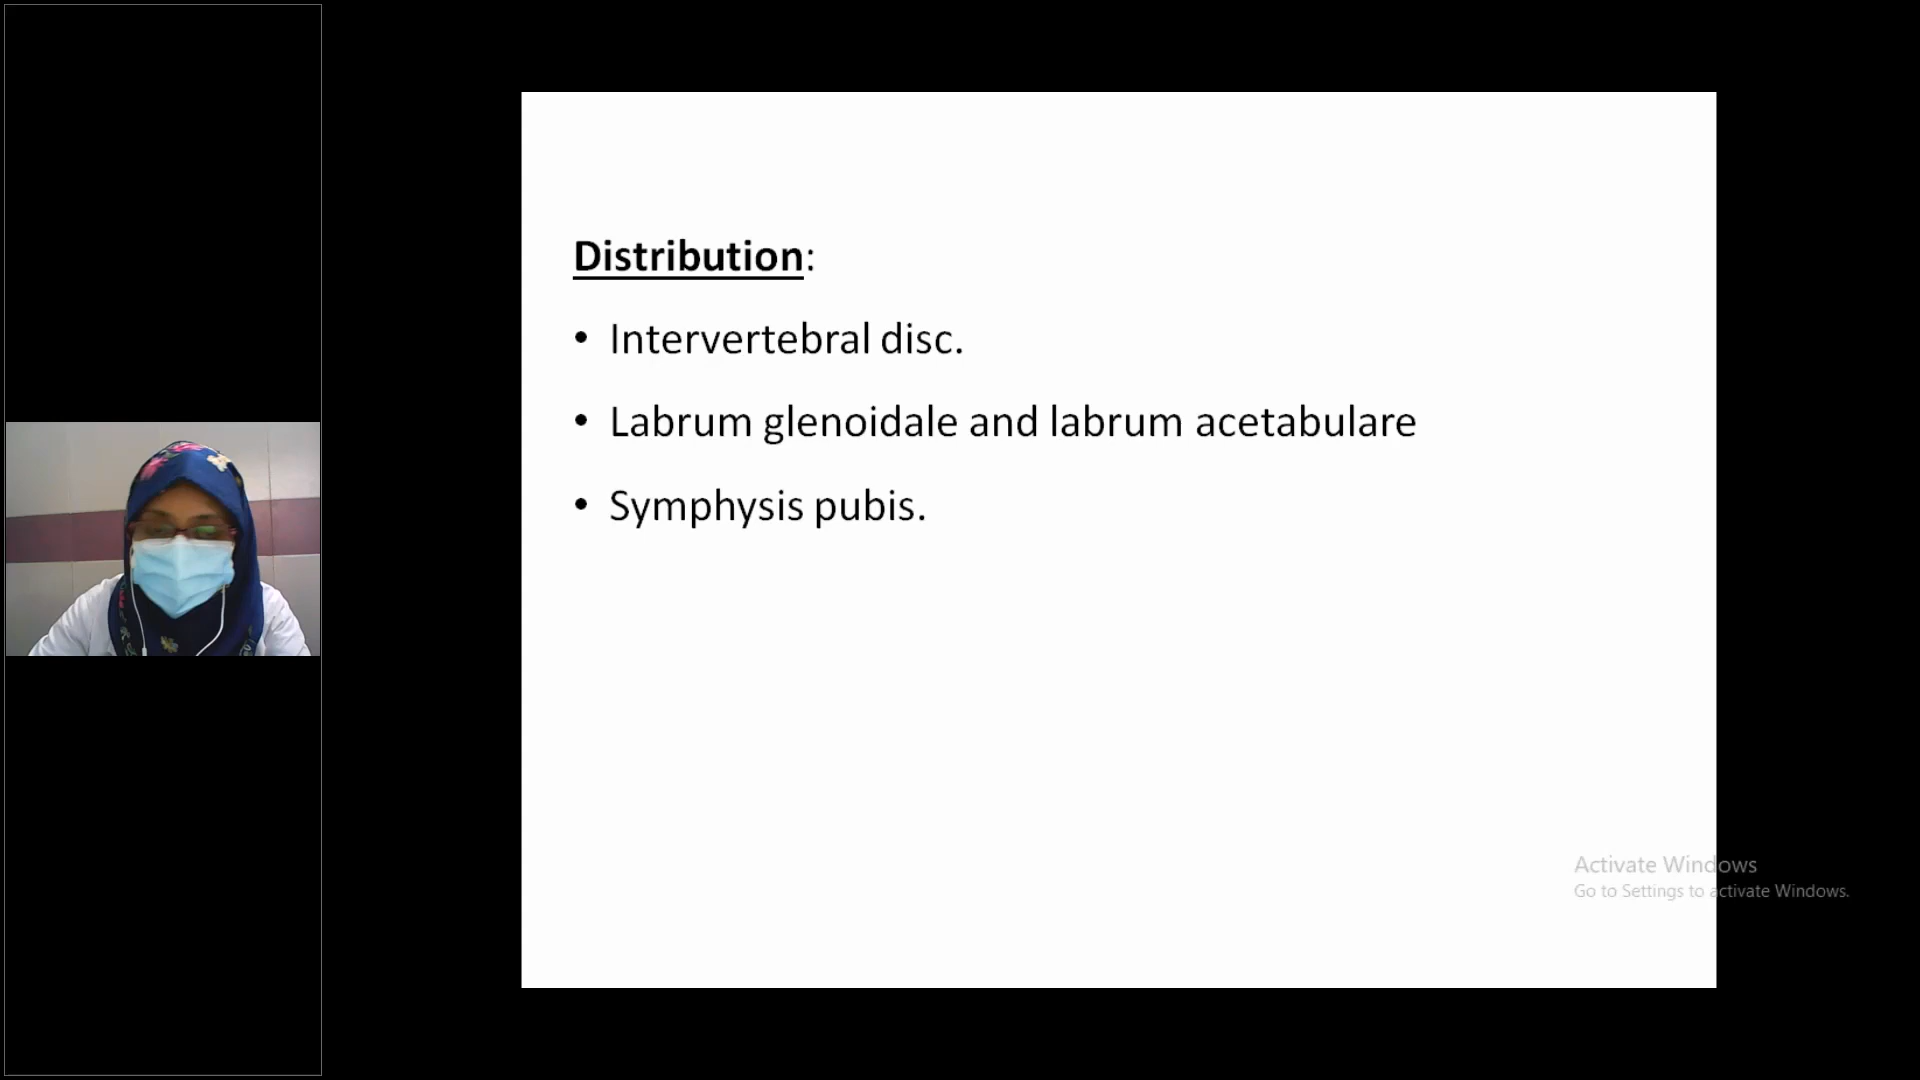 Distribution:
• Intervertebral disc.
• Labrum glenoidale and labrum acetabulare
• Symphysis pubis.
Activate Windows
Go to Settings to activate Windows.